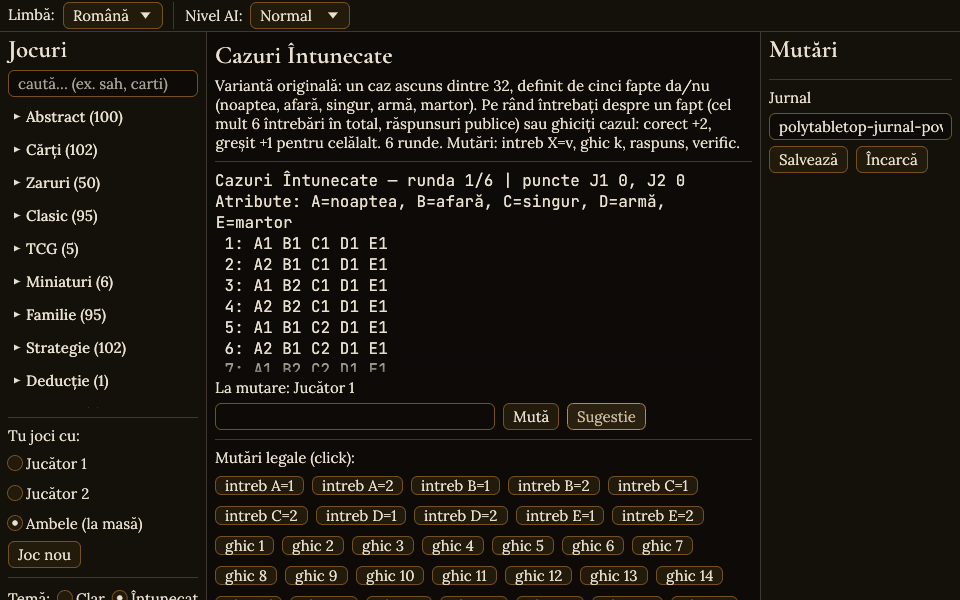 Limbă: Română ▼ Nivel AI: Normal ▼
Jocuri
caută... (ex. sah, carti)
▸ Abstract (100)
▸ Cărți (102)
▸ Zaruri (50)
▸ Clasic (95)
▸ TCG (5)
▸ Miniaturi (6)
▸ Familie (95)
▸ Strategie (102)
▸ Deducție (1)
Tu joci cu:
Jucător 1
Jucător 2
Ambele (la masă)
Joc nou
Temă: Clar Întunecat
Cazuri Întunecate
Variantă originală: un caz ascuns dintre 32, definit de cinci fapte da/nu
(noaptea, afară, singur, armă, martor). Pe rând întrebați despre un fapt (cel
mult 6 întrebări în total, răspunsuri publice) sau ghiciți cazul: corect +2,
greșit +1 pentru celălalt. 6 runde. Mutări: intreb X=v, ghic k, raspuns, verific.
Cazuri Întunecate — runda 1/6 | puncte J1 0, J2 0
Atribute: A=noaptea, B=afară, C=singur, D=armă,
E=martor
1: A1 B1 C1 D1 E1
2: A2 B1 C1 D1 E1
3: A1 B2 C1 D1 E1
4: A2 B2 C1 D1 E1
5: A1 B1 C2 D1 E1
6: A2 B1 C2 D1 E1
7: A1 B2 C2 D1 E1
La mutare: Jucător 1
Mută Sugestie
Mutări legale (click):
intreb A=1 intreb A=2 intreb B=1 intreb B=2 intreb C=1
intreb C=2 intreb D=1 intreb D=2 intreb E=1 intreb E=2
ghic 1 ghic 2 ghic 3 ghic 4 ghic 5 ghic 6 ghic 7
ghic 8 ghic 9 ghic 10 ghic 11 ghic 12 ghic 13 ghic 14
Mutări
Jurnal
polytabletop-jurnal-pov
Salvează Încarcă